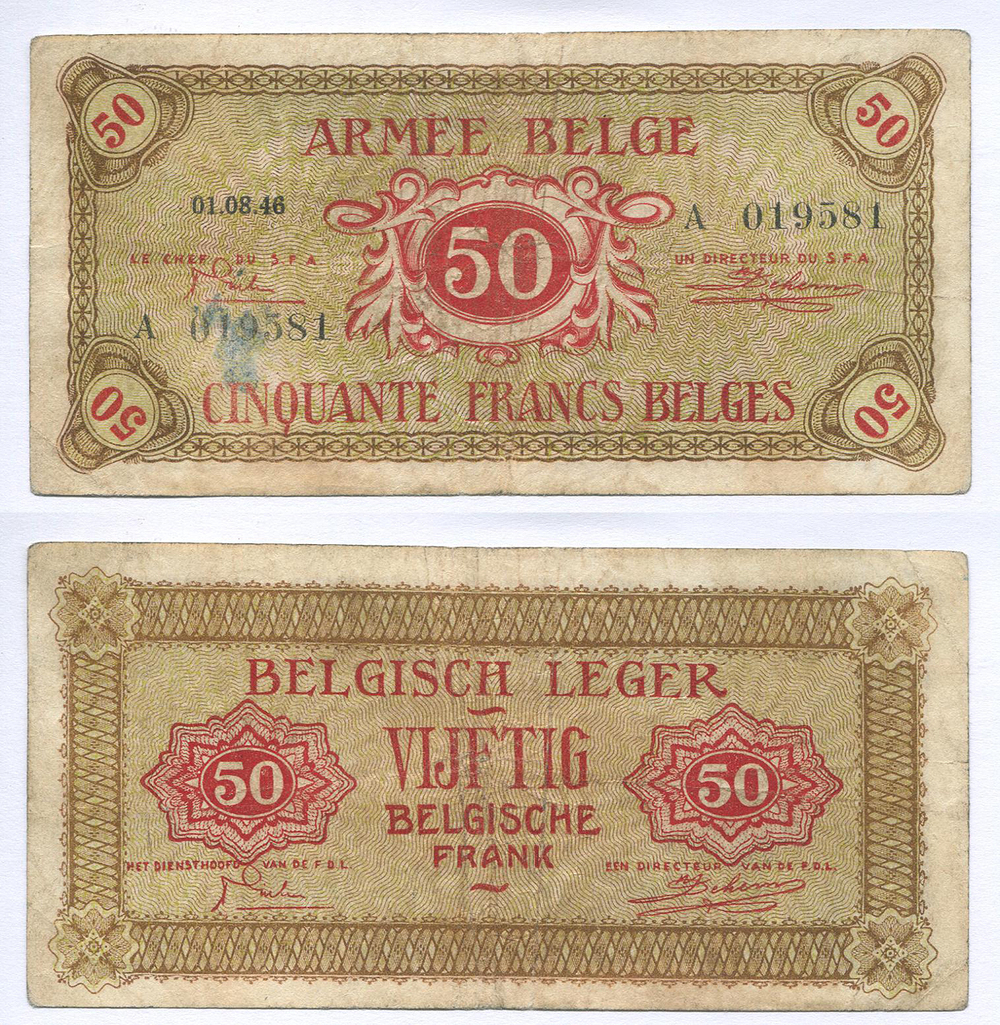 50 50
ARMEE BELGE
01.08.46
A 019581
50
LE CHEF DU S.F.A
UN DIRECTEUR DU S.F.A.
A 019581
CINQUANTE FRANCS BELGES
50 50
BELGISCH LEGER
VIJFTIG
50 50
BELGISCHE
FRANK
HET DIENSTHOOFD VAN DE F.D.L
EEN DIRECTEUR VAN DE F.D.L.